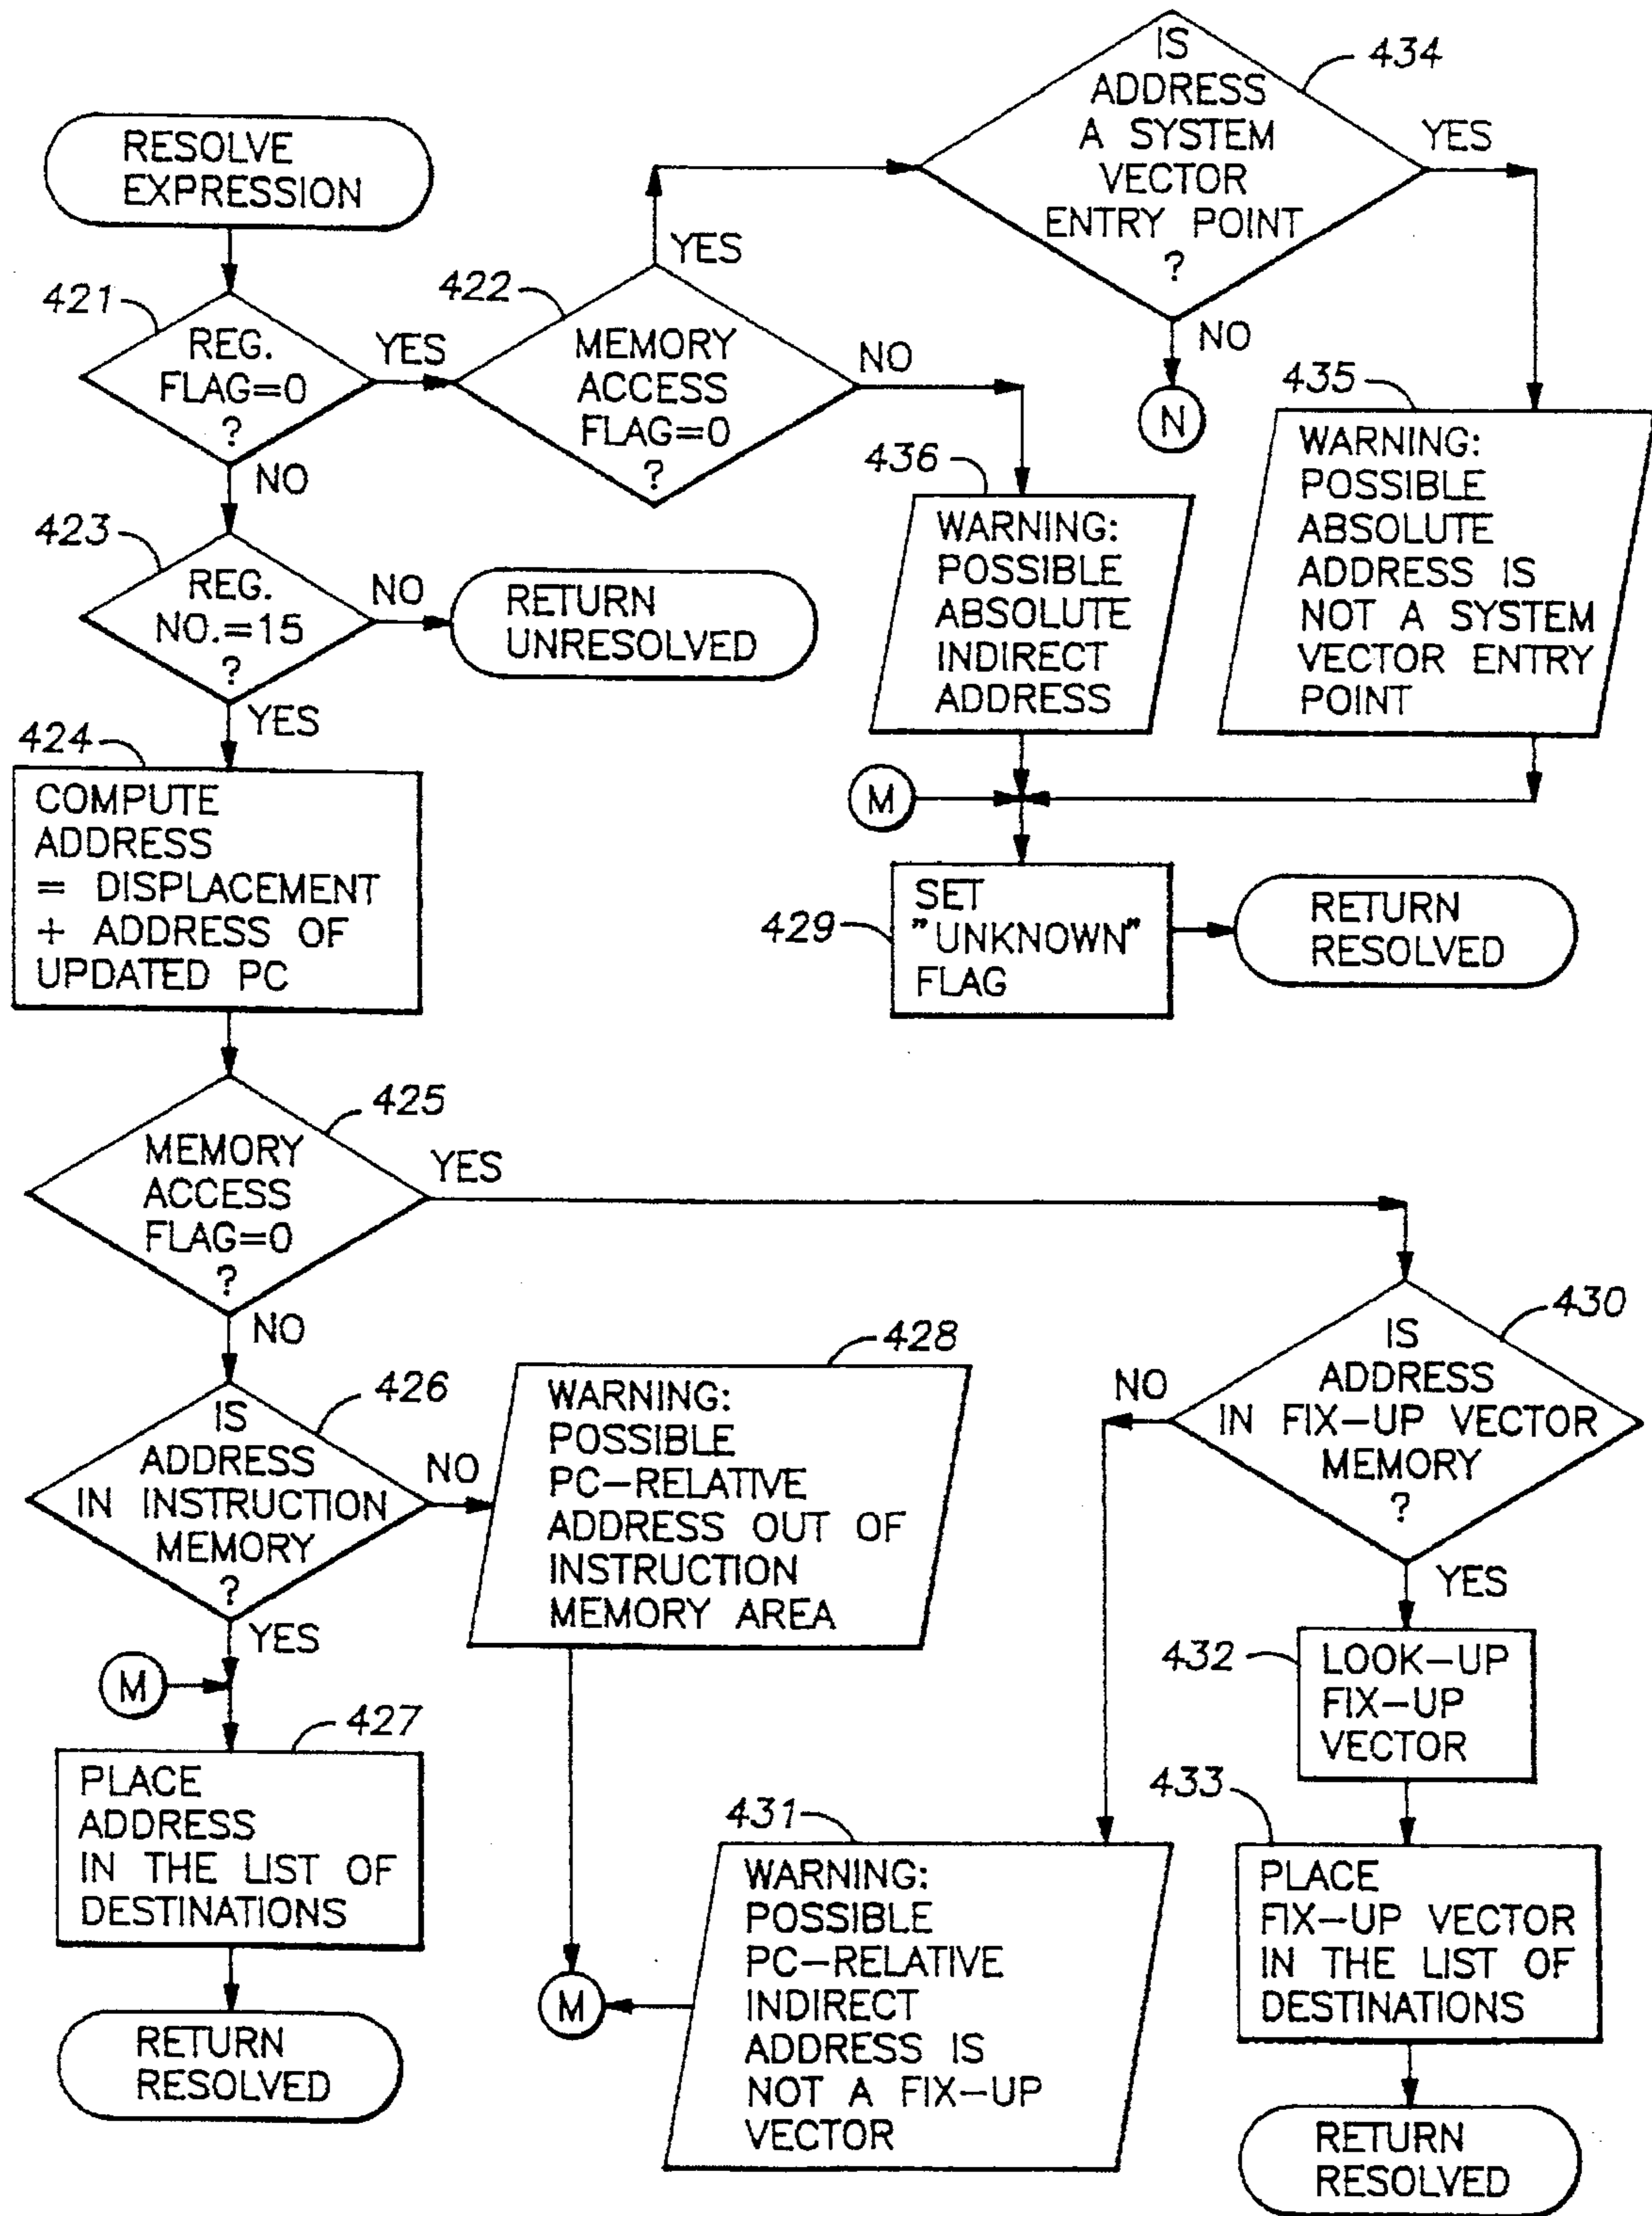 RESOLVE
EXPRESSION
421
REG.
FLAG=0
?
YES
NO
422
MEMORY
ACCESS
FLAG=0
?
YES
NO
434
IS
ADDRESS
A SYSTEM
VECTOR
ENTRY POINT
?
YES
NO
N
435
WARNING:
POSSIBLE
ABSOLUTE
ADDRESS IS
NOT A SYSTEM
VECTOR ENTRY
POINT
436
WARNING:
POSSIBLE
ABSOLUTE
INDIRECT
ADDRESS
M
429
SET
"UNKNOWN"
FLAG
RETURN
RESOLVED
423
REG.
NO.=15
?
NO
RETURN
UNRESOLVED
YES
424
COMPUTE
ADDRESS
= DISPLACEMENT
+ ADDRESS OF
UPDATED PC
425
MEMORY
ACCESS
FLAG=0
?
YES
NO
426
IS
ADDRESS
IN INSTRUCTION
MEMORY
?
NO
YES
428
WARNING:
POSSIBLE
PC-RELATIVE
ADDRESS OUT OF
INSTRUCTION
MEMORY AREA
M
M
427
PLACE
ADDRESS
IN THE LIST OF
DESTINATIONS
RETURN
RESOLVED
430
IS
ADDRESS
IN FIX-UP VECTOR
MEMORY
?
NO
YES
431
WARNING:
POSSIBLE
PC-RELATIVE
INDIRECT
ADDRESS IS
NOT A FIX-UP
VECTOR
432
LOOK-UP
FIX-UP
VECTOR
433
PLACE
FIX-UP VECTOR
IN THE LIST OF
DESTINATIONS
RETURN
RESOLVED